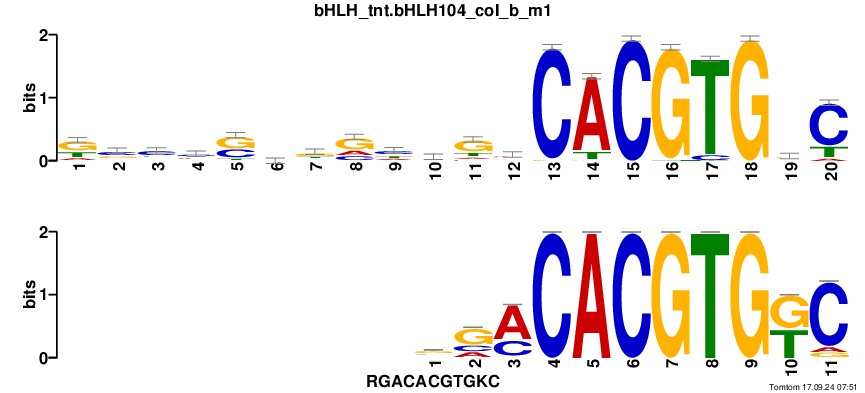 bHLH_tnt.bHLH104_col_b_m1
bits
2
1
0
G C G G C A C G T G C
1 2 3 4 5 6 7 8 9 10 11 12 13 14 15 16 17 18 19 20
bits
2
1
0
G A C A C G T G G C
C T
1 2 3 4 5 6 7 8 9 10 11
RGACACGTGKC
Tomtom 17.09.24 07:51